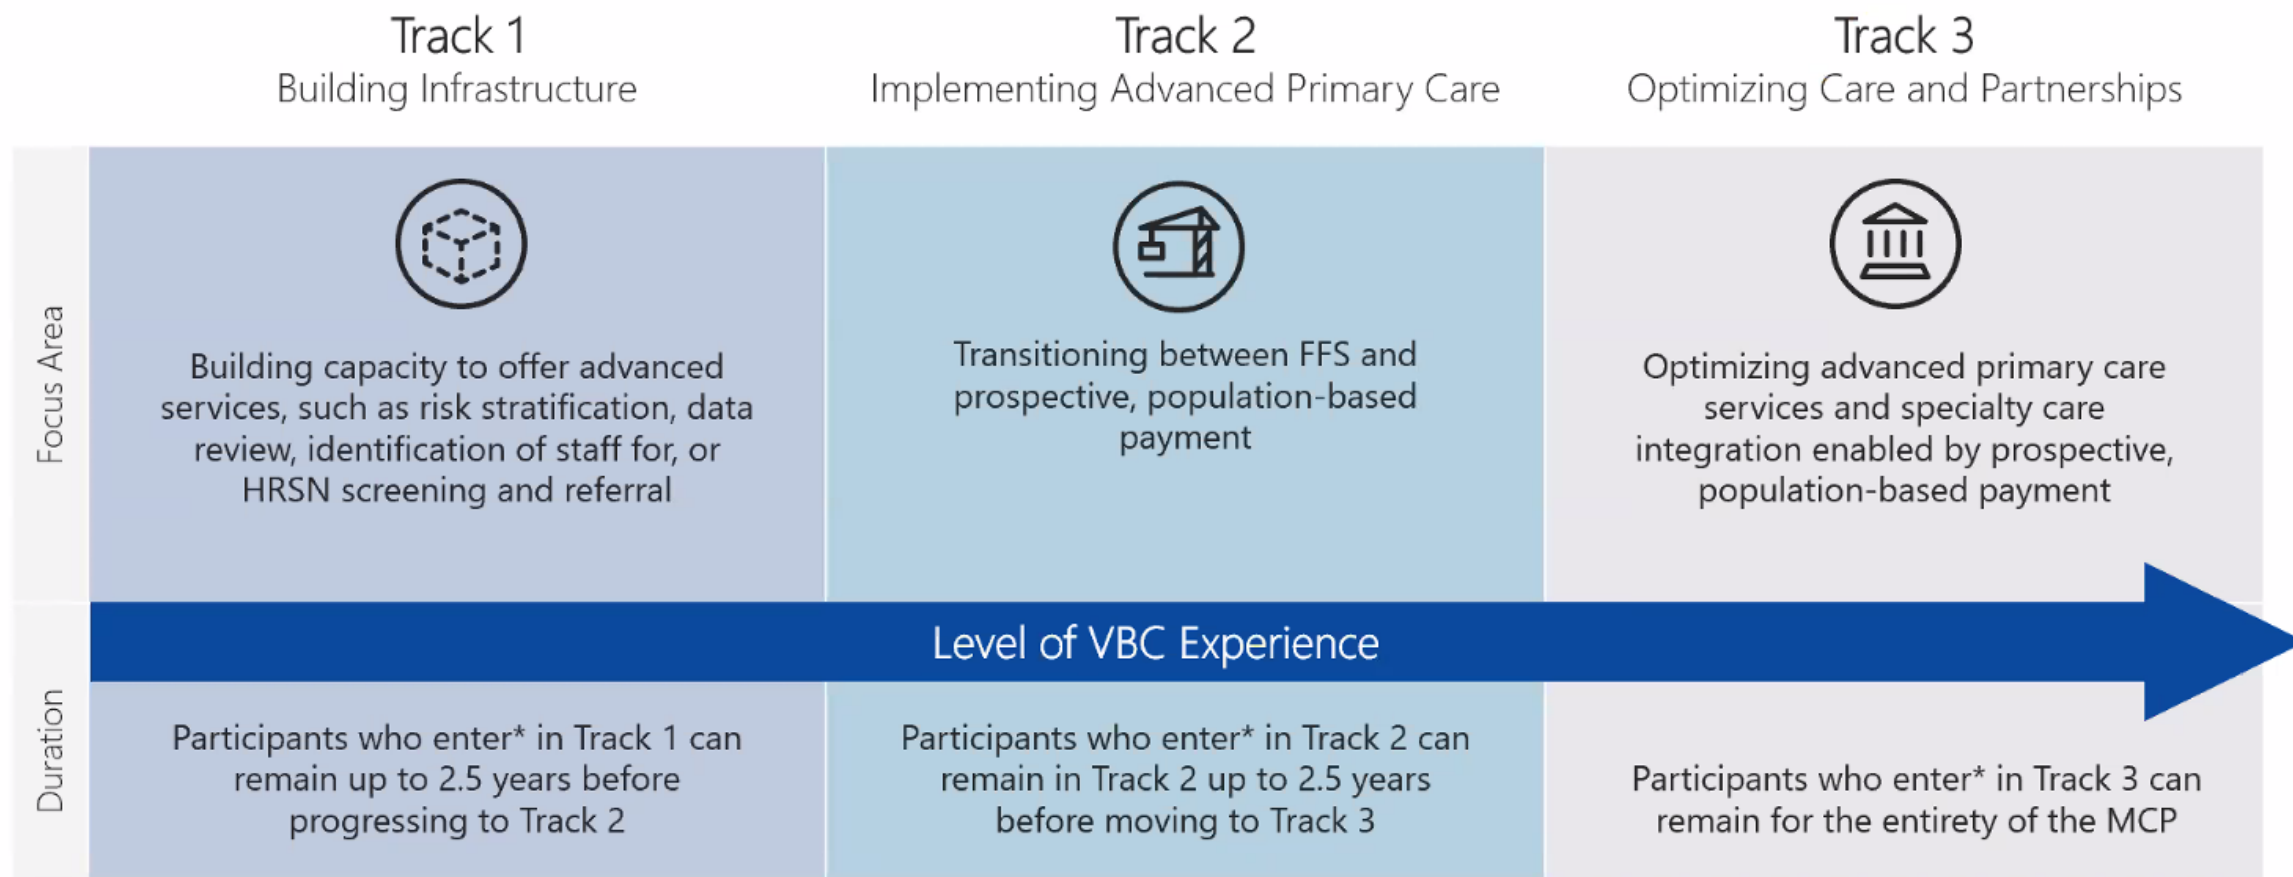 Track 1
Building Infrastructure
Track 2
Implementing Advanced Primary Care
Track 3
Optimizing Care and Partnerships
Focus Area
Building capacity to offer advanced
services, such as risk stratification, data
review, identification of staff for, or
HRSN screening and referral
Transitioning between FFS and
prospective, population-based
payment
Optimizing advanced primary care
services and specialty care
integration enabled by prospective,
population-based payment
Level of VBC Experience
Duration
Participants who enter* in Track 1 can
remain up to 2.5 years before
progressing to Track 2
Participants who enter* in Track 2 can
remain in Track 2 up to 2.5 years
before moving to Track 3
Participants who enter* in Track 3 can
remain for the entirety of the MCP